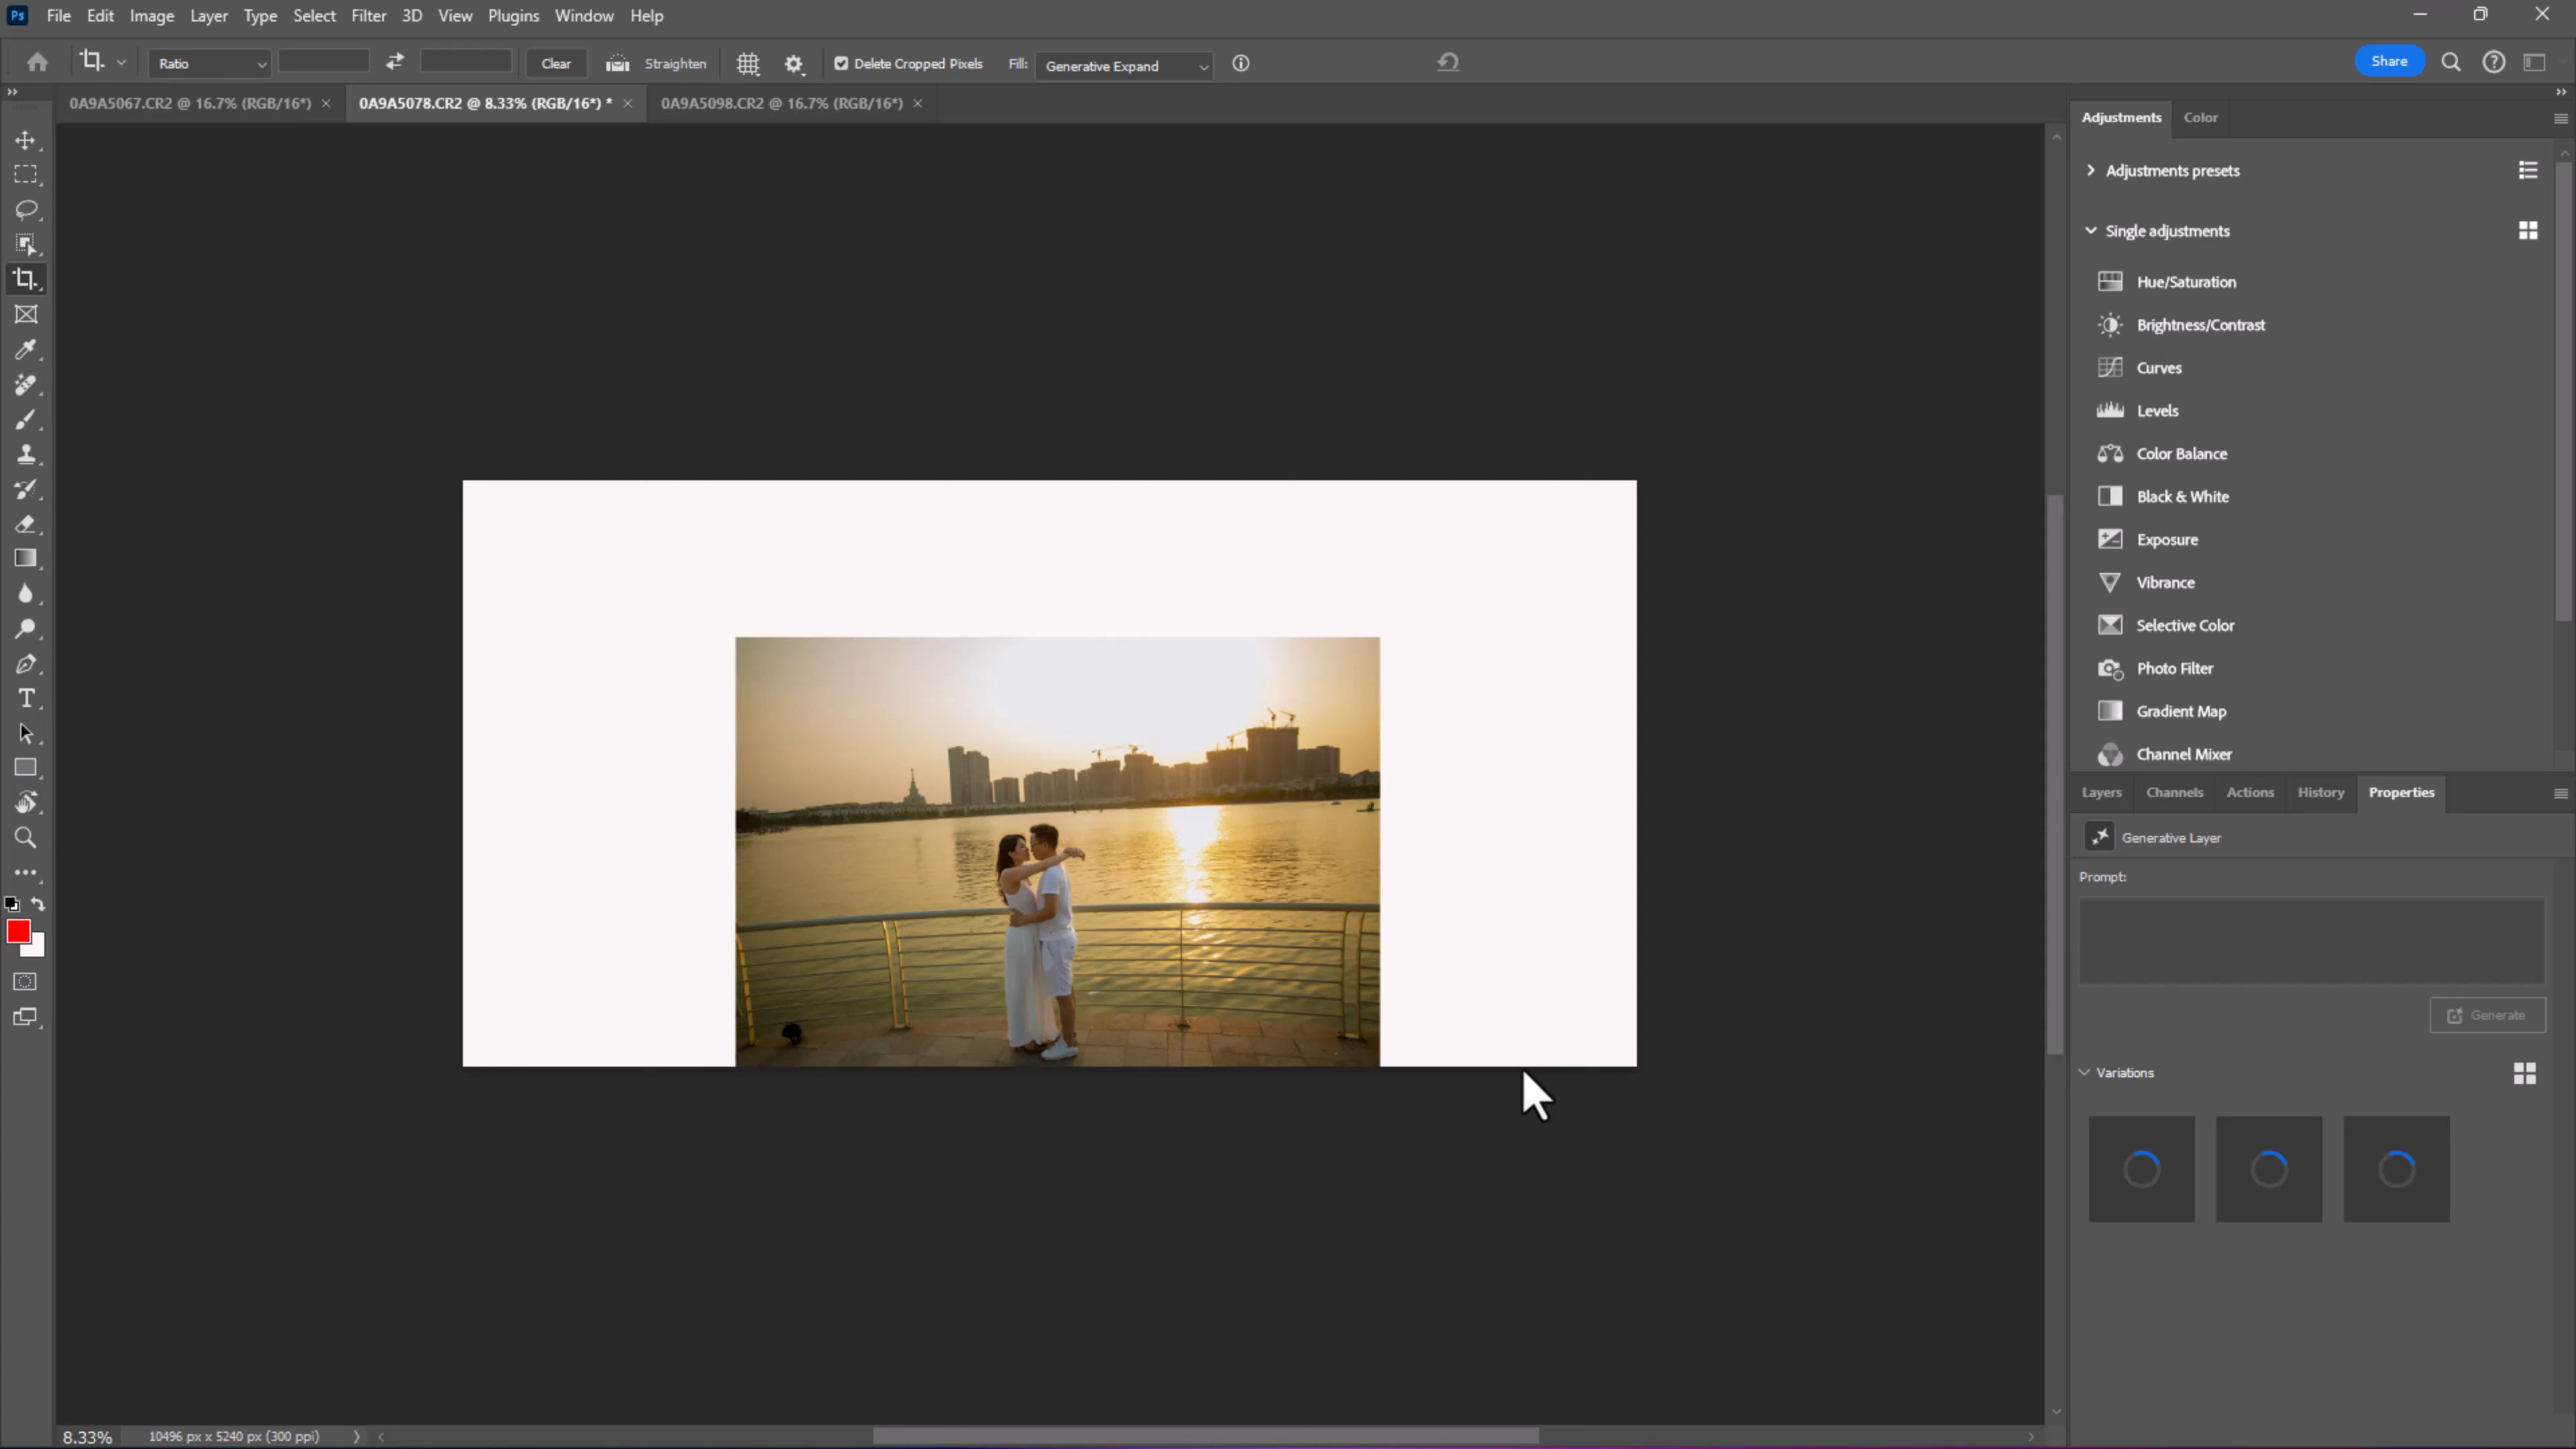 Ps File Edit Image Layer Type Select Filter 3D View Plugins Window Help
Ratio Clear Straighten Delete Cropped Pixels Fill: Generative Expand Share
0A9A5067.CR2 @ 16.7% (RGB/16*) × 0A9A5078.CR2 @ 8.33% (RGB/16*) * × 0A9A5098.CR2 @ 16.7% (RGB/16*) ×
Adjustments Color
Adjustments presets
Single adjustments
Hue/Saturation
Brightness/Contrast
Curves
Levels
Color Balance
Black & White
Exposure
Vibrance
Selective Color
Photo Filter
Gradient Map
Channel Mixer
Layers Channels Actions History Properties
Generative Layer
Prompt:
Generate
Variations
8.33% 10496 px x 5240 px (300 ppi)